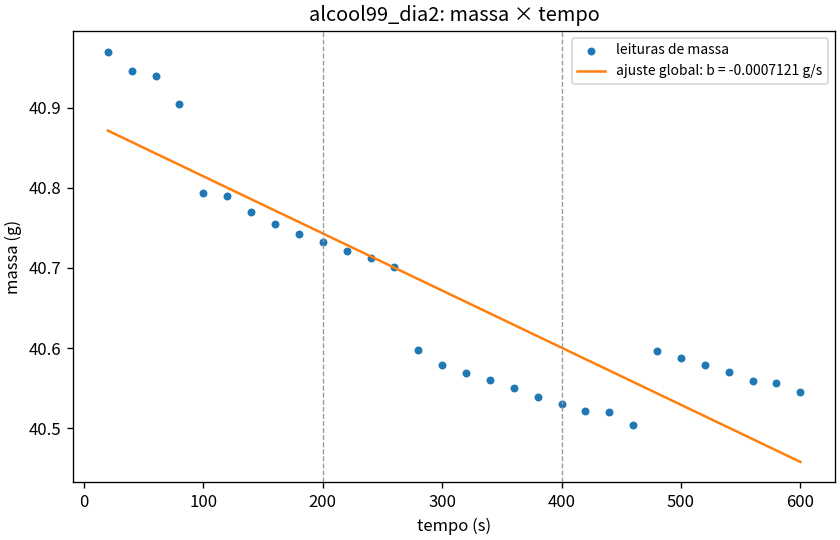 alcool99_dia2: massa × tempo
leituras de massa
ajuste global: b = -0.0007121 g/s
massa (g)
40.9
40.8
40.7
40.6
40.5
0 100 200 300 400 500 600
tempo (s)